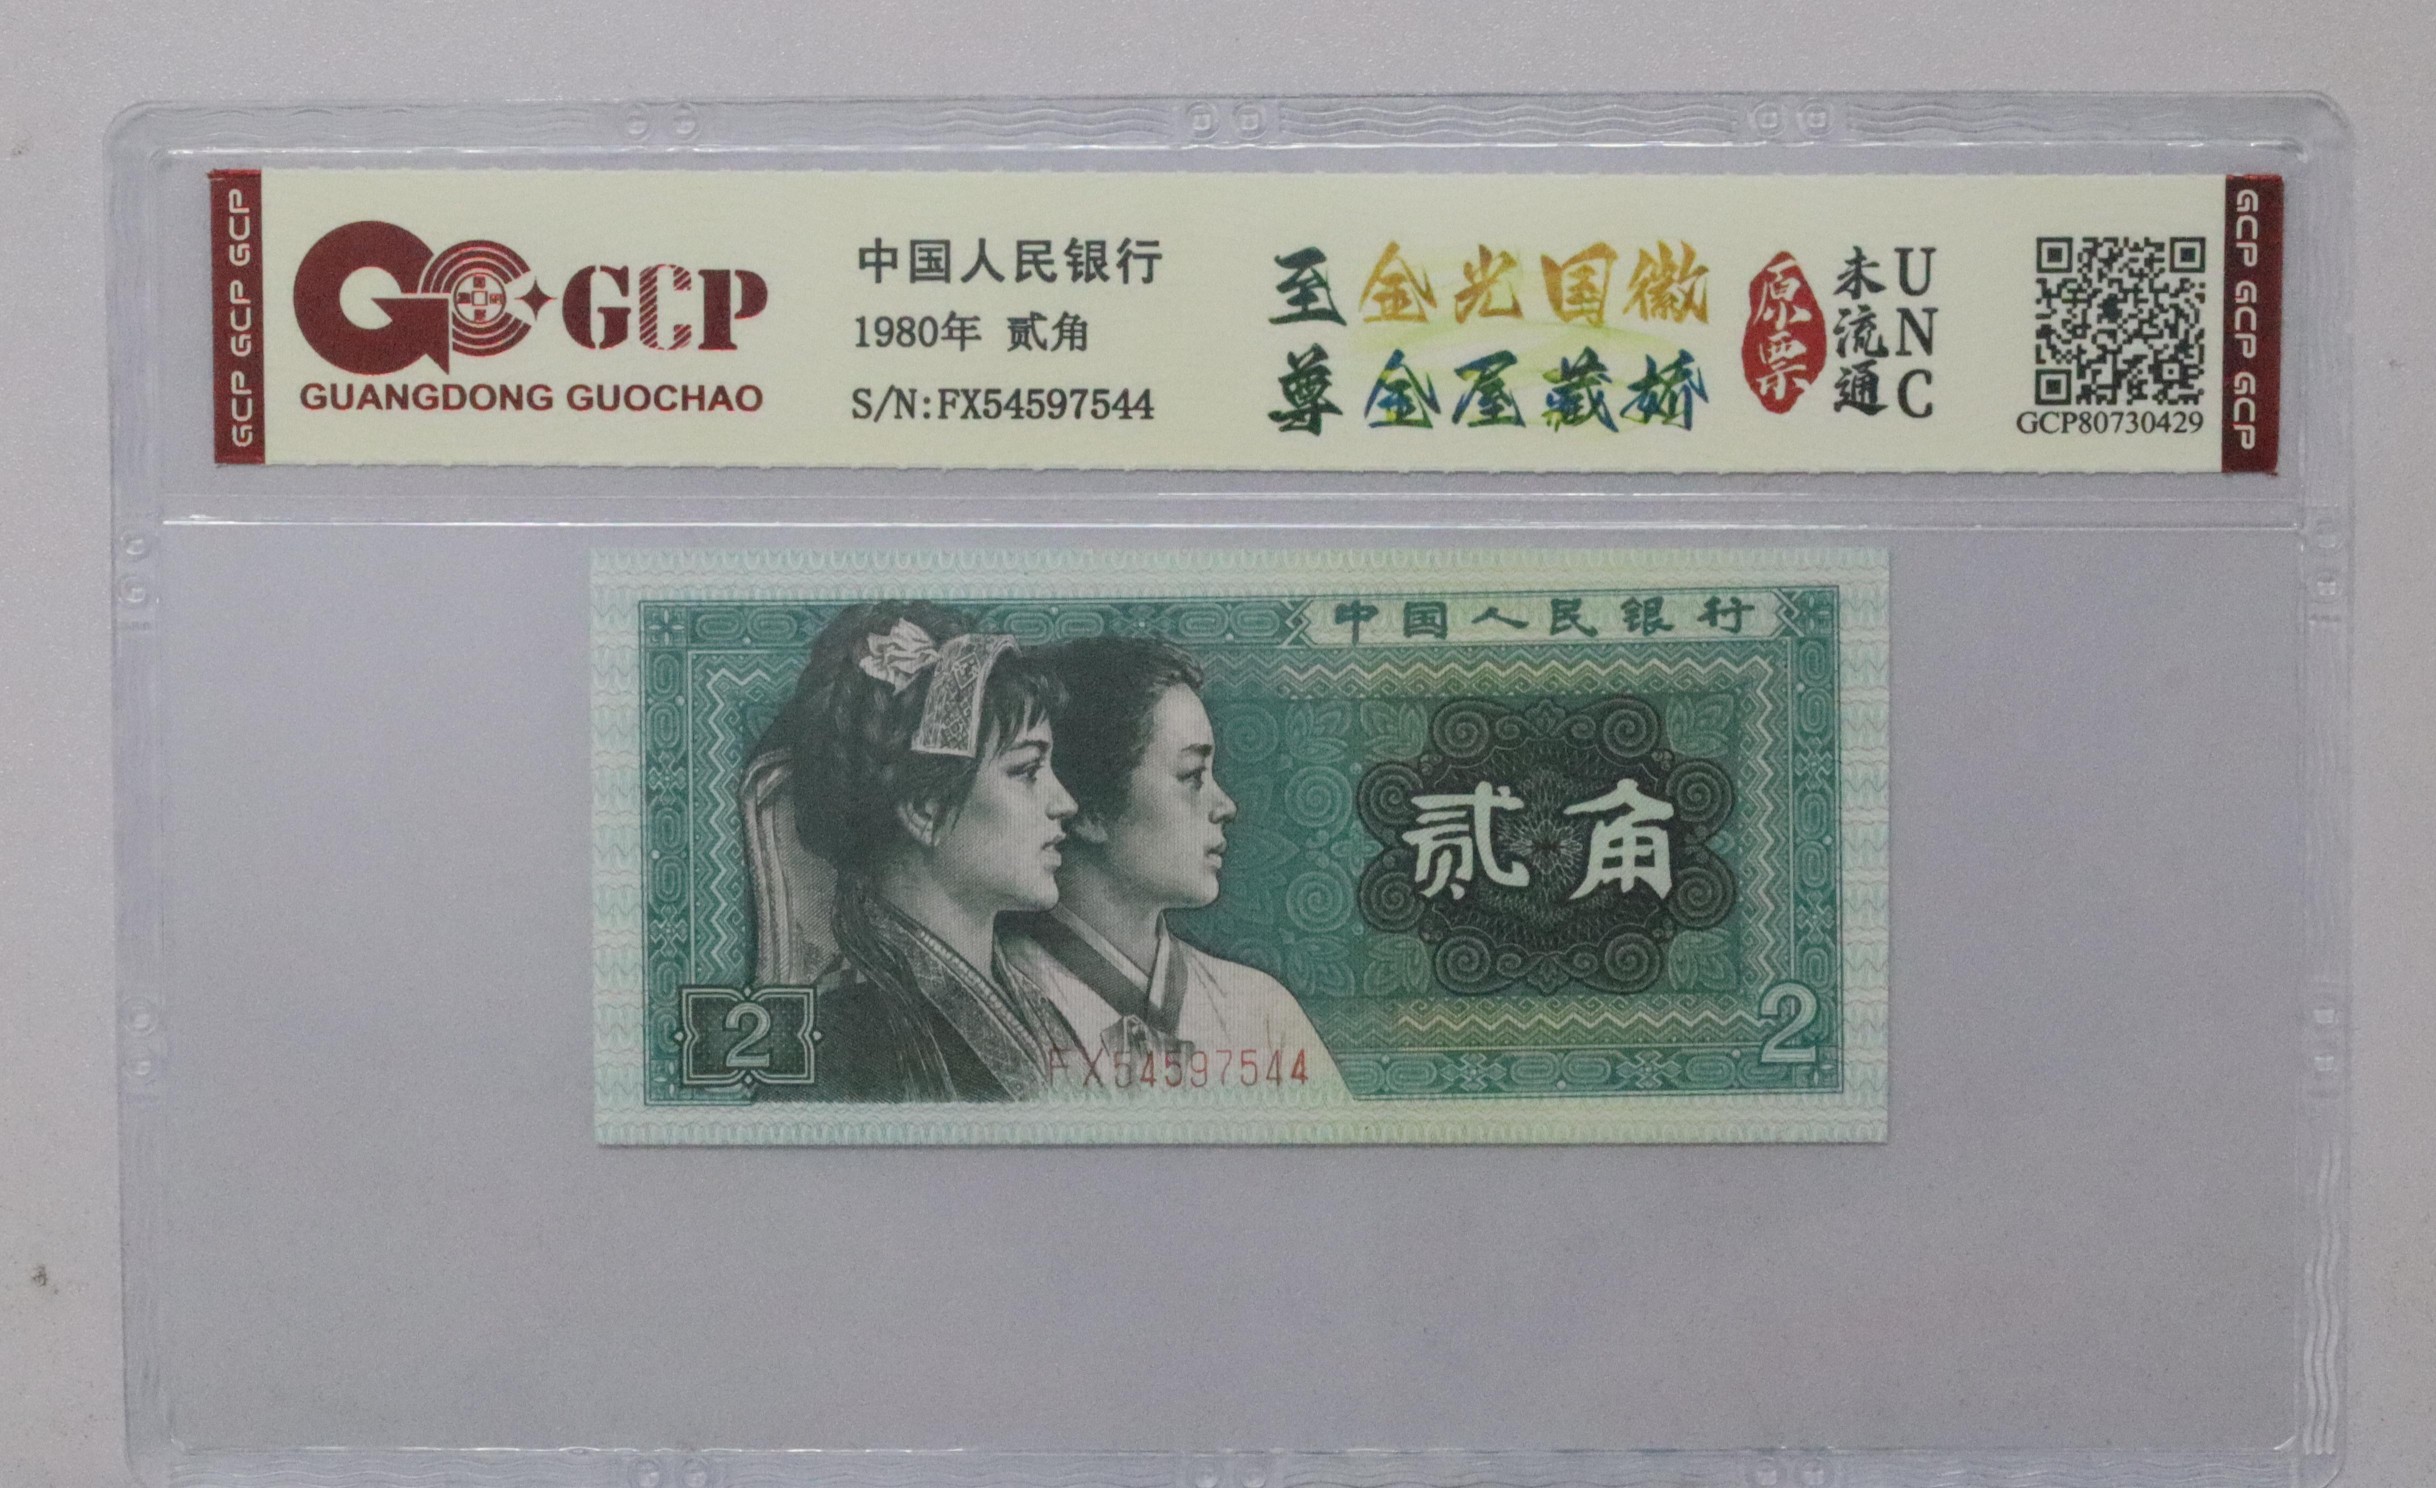 GCP GCP GCP GCP
GCP
GUANGDONG GUOCHAO
中国人民银行
1980年 贰角
S/N:FX54597544
至尊
金光国徽
金屋藏娇
原票
未流通
UNC
GCP80730429
GCP GCP GCP GCP
中国人民银行
贰角
2
2
FX54597544